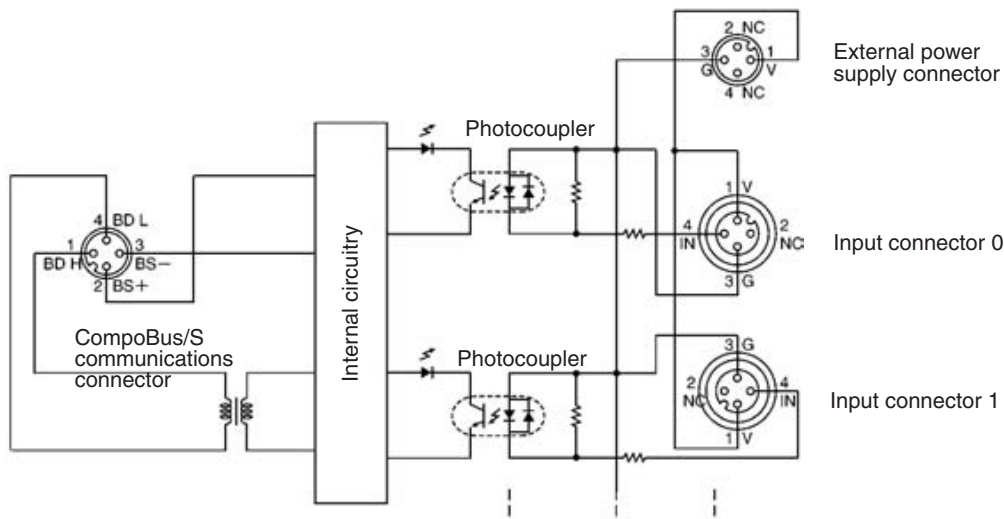 2 NC
3
1
G
V
4 NC
External power
supply connector
Photocoupler
1 V
4
IN
2
NC
3 G
Input connector 0
4 BD L
1
BD H
3
BS−
2 BS+
Internal circuitry
CompoBus/S
communications
connector
Photocoupler
3 G
2
NC
4
IN
1 V
Input connector 1